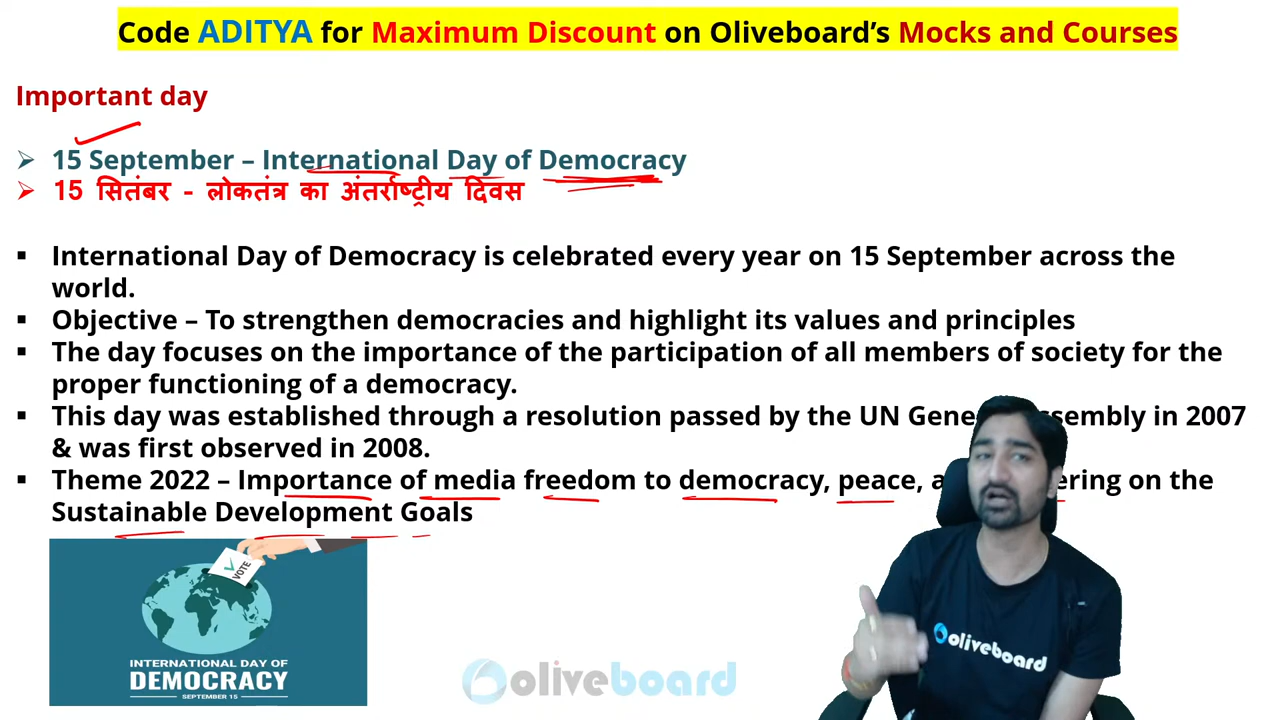 Code ADITYA for Maximum Discount on Oliveboard's Mocks and Courses
Important day
➢ 15 September – International Day of Democracy
➢ 15 सितंबर - लोकतंत्र का अंतर्राष्ट्रीय दिवस
▪ International Day of Democracy is celebrated every year on 15 September across the
world.
▪ Objective – To strengthen democracies and highlight its values and principles
▪ The day focuses on the importance of the participation of all members of society for the
proper functioning of a democracy.
▪ This day was established through a resolution passed by the UN in 2007
& was first observed in 2008.
▪ Theme 2022 – Importance of media freedom to democracy, peace, on the
Sustainable Development Goals
VOTE
INTERNATIONAL DAY OF
DEMOCRACY
SEPTEMBER 15
oliveboard
oliveboard